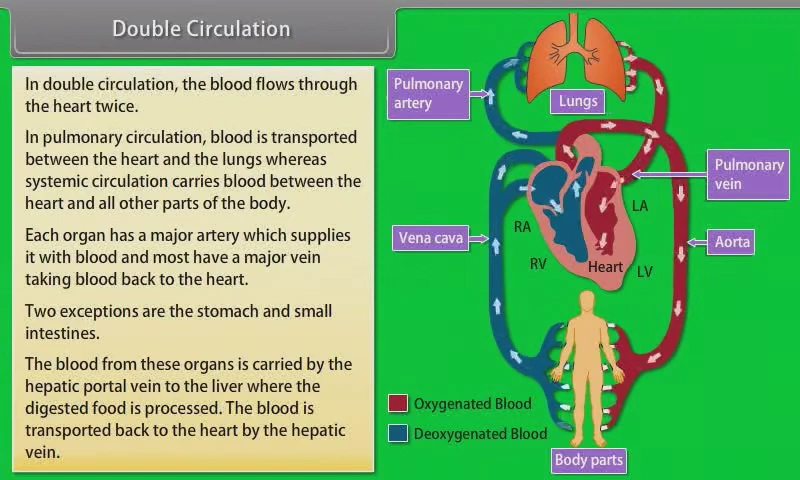 Double Circulation
In double circulation, the blood flows through
the heart twice.
In pulmonary circulation, blood is transported
between the heart and the lungs whereas
systemic circulation carries blood between the
heart and all other parts of the body.
Each organ has a major artery which supplies
it with blood and most have a major vein
taking blood back to the heart.
Two exceptions are the stomach and small
intestines.
The blood from these organs is carried by the
hepatic portal vein to the liver where the
digested food is processed. The blood is
transported back to the heart by the hepatic
vein.
Pulmonary
artery
Lungs
Pulmonary
vein
LA
RA
Vena cava
Aorta
RV
Heart
LV
Oxygenated Blood
Deoxygenated Blood
Body parts